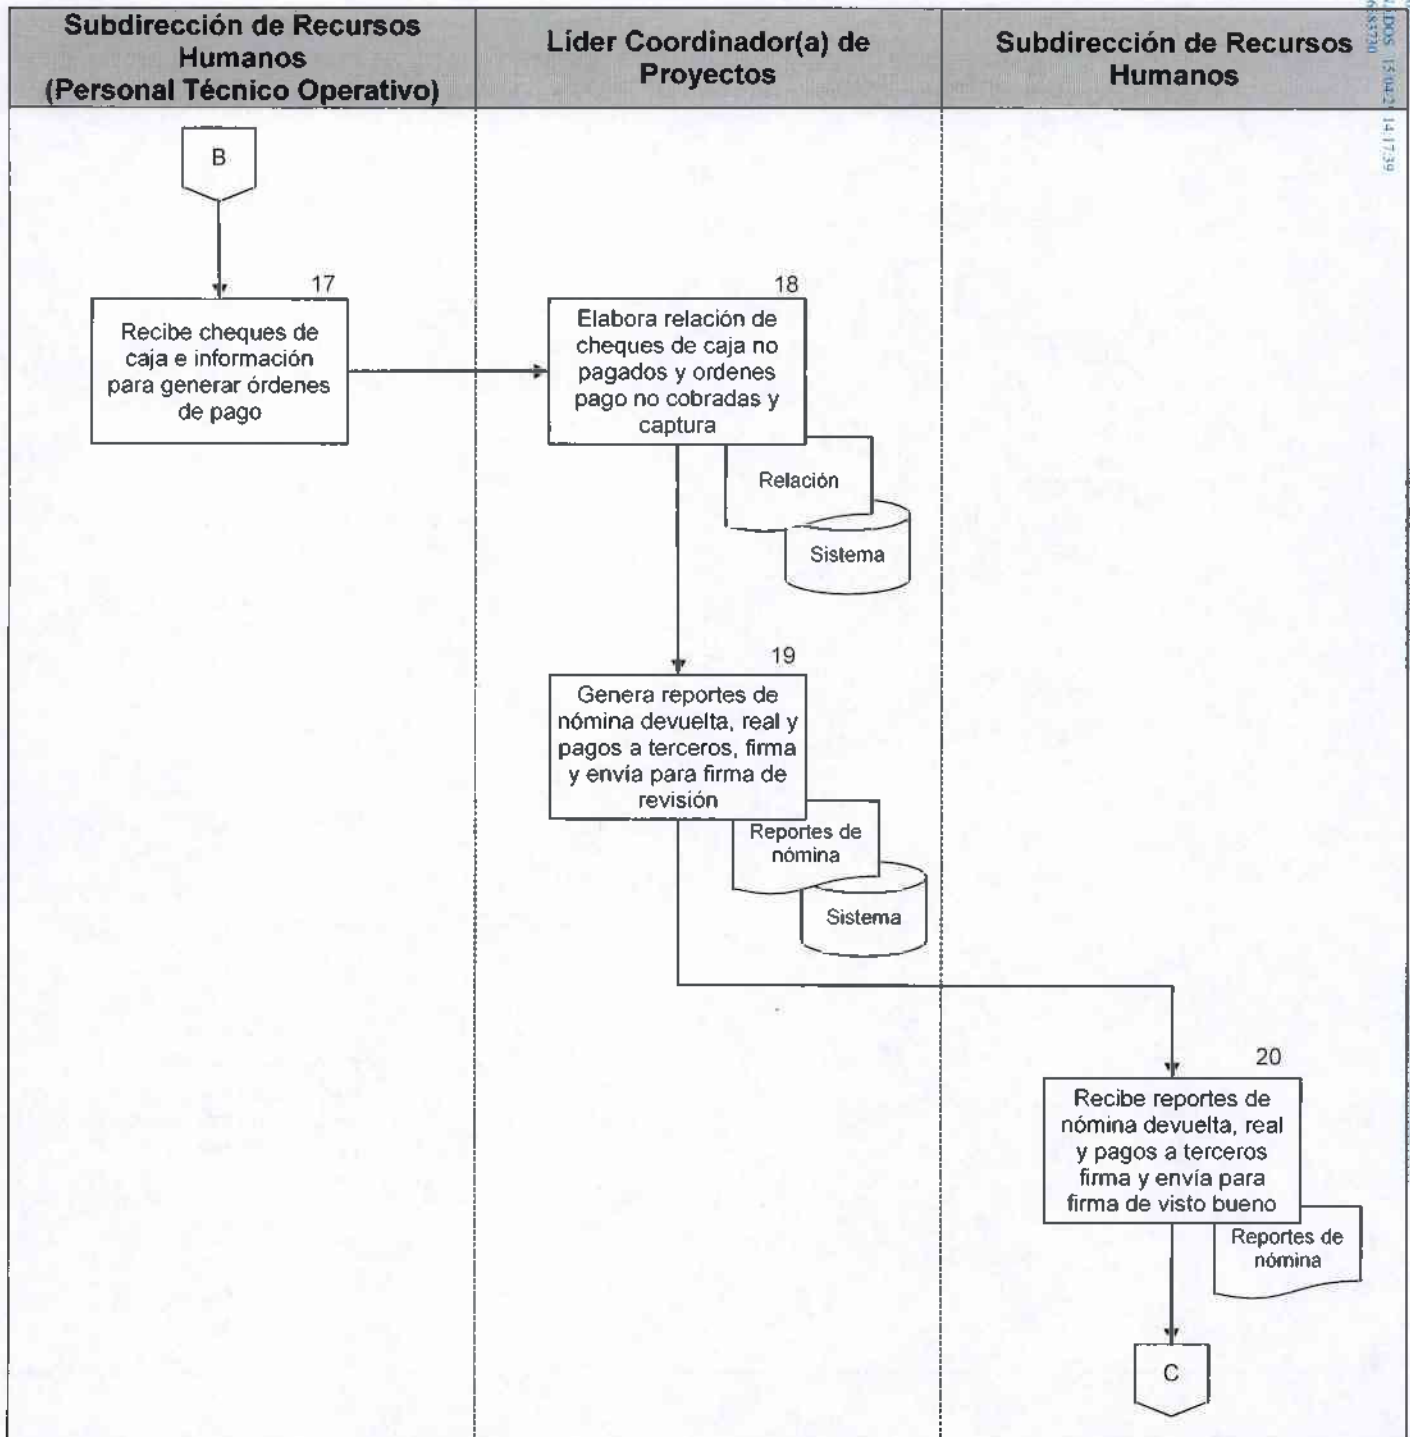 Subdirección de Recursos
Humanos
(Personal Técnico Operativo)
Líder Coordinador(a) de
Proyectos
Subdirección de Recursos
Humanos
B
17
Recibe cheques de
caja e información
para generar órdenes
de pago
18
Elabora relación de
cheques de caja no
pagados y ordenes
pago no cobradas y
captura
Relación
Sistema
19
Genera reportes de
nómina devuelta, real y
pagos a terceros, firma
y envía para firma de
revisión
Reportes de
nómina
Sistema
20
Recibe reportes de
nómina devuelta, real
y pagos a terceros
firma y envía para
firma de visto bueno
Reportes de
nómina
C
14:17:39